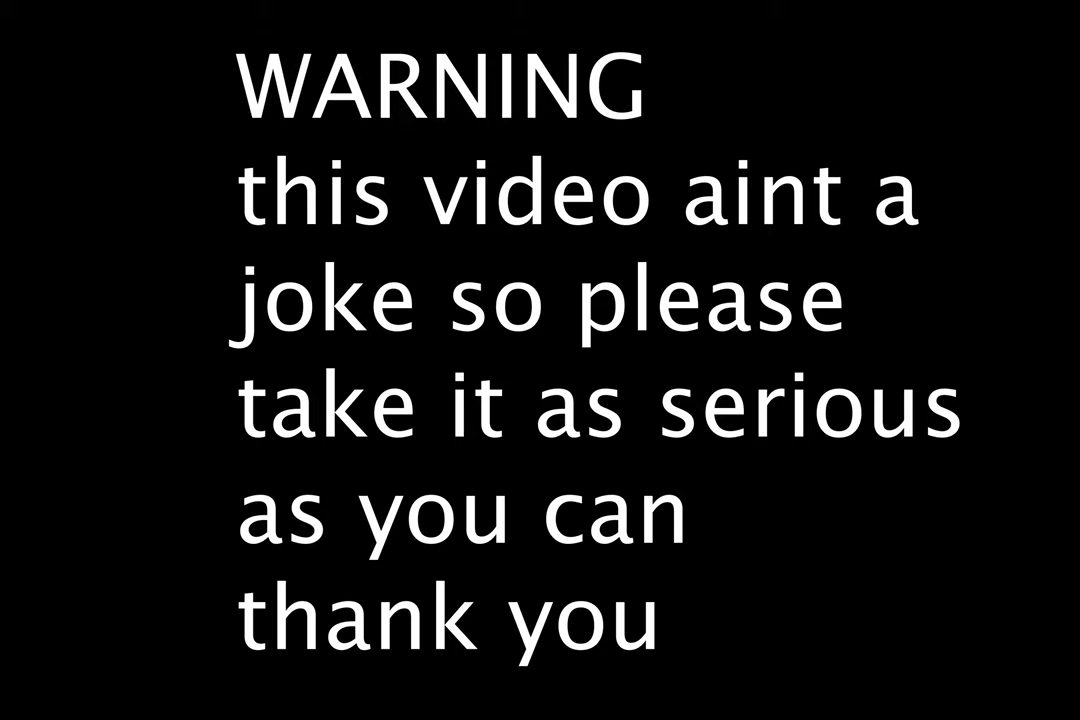 WARNING
this video aint a
joke so please
take it as serious
as you can
thank you